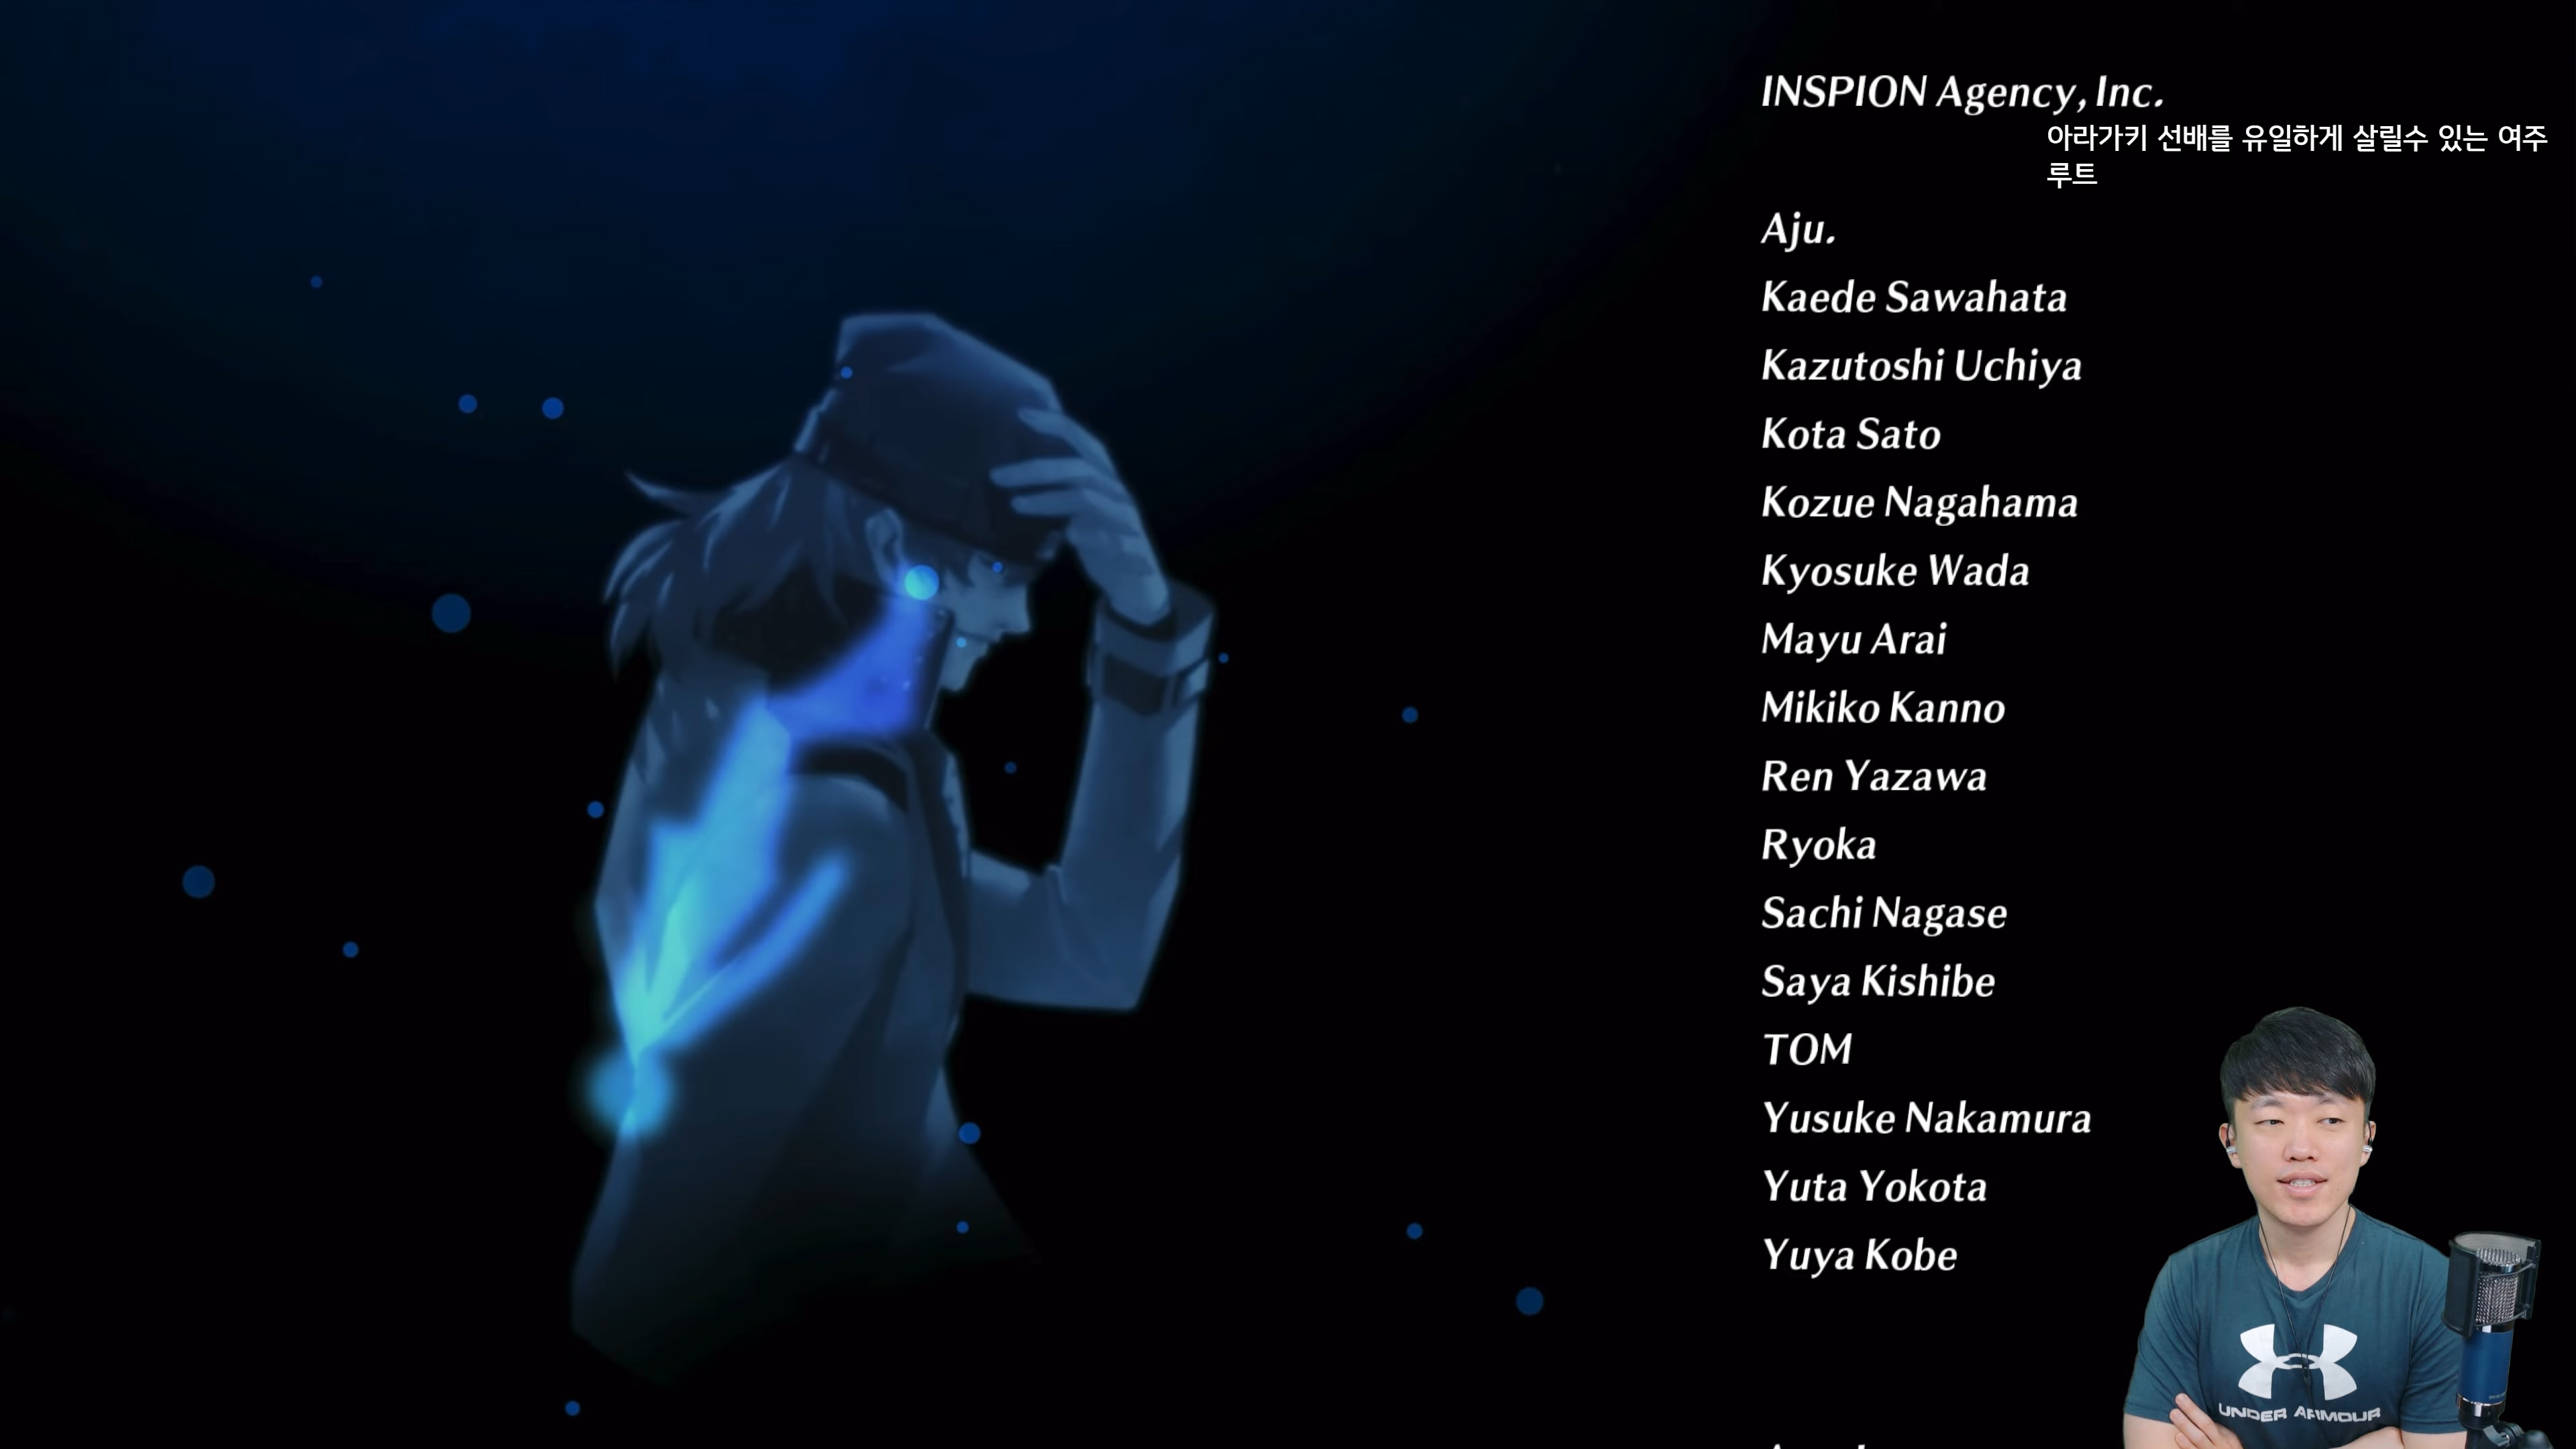 INSPION Agency, Inc.
아라가키 선배를 유일하게 살릴수 있는 여주
루트
Aju.
Kaede Sawahata
Kazutoshi Uchiya
Kota Sato
Kozue Nagahama
Kyosuke Wada
Mayu Arai
Mikiko Kanno
Ren Yazawa
Ryoka
Sachi Nagase
Saya Kishibe
TOM
Yusuke Nakamura
Yuta Yokota
Yuya Kobe
UNDER ARMOUR